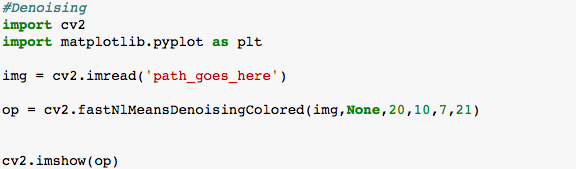 #Denoising
import cv2
import matplotlib.pyplot as plt
img = cv2.imread('path_goes_here')
op = cv2.fastNlMeansDenoisingColored(img,None,20,10,7,21)
cv2.imshow(op)